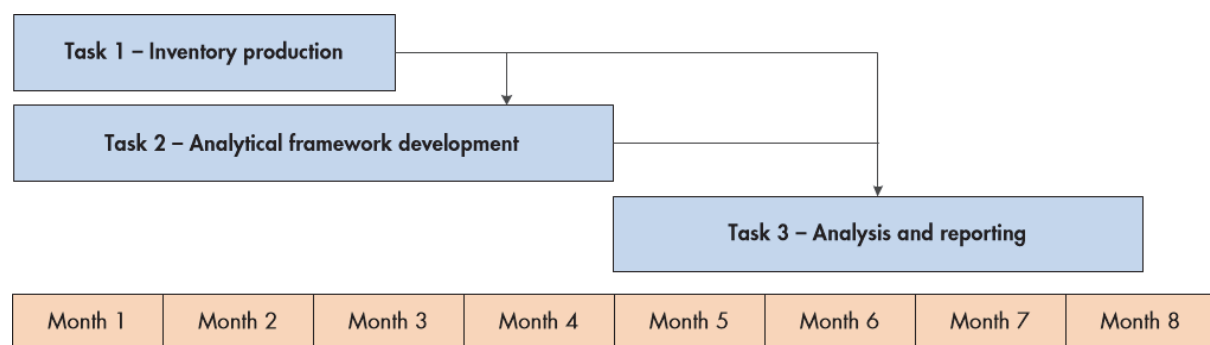 Task 1 – Inventory production
Task 2 – Analytical framework development
Task 3 – Analysis and reporting
Month 1 Month 2 Month 3 Month 4 Month 5 Month 6 Month 7 Month 8